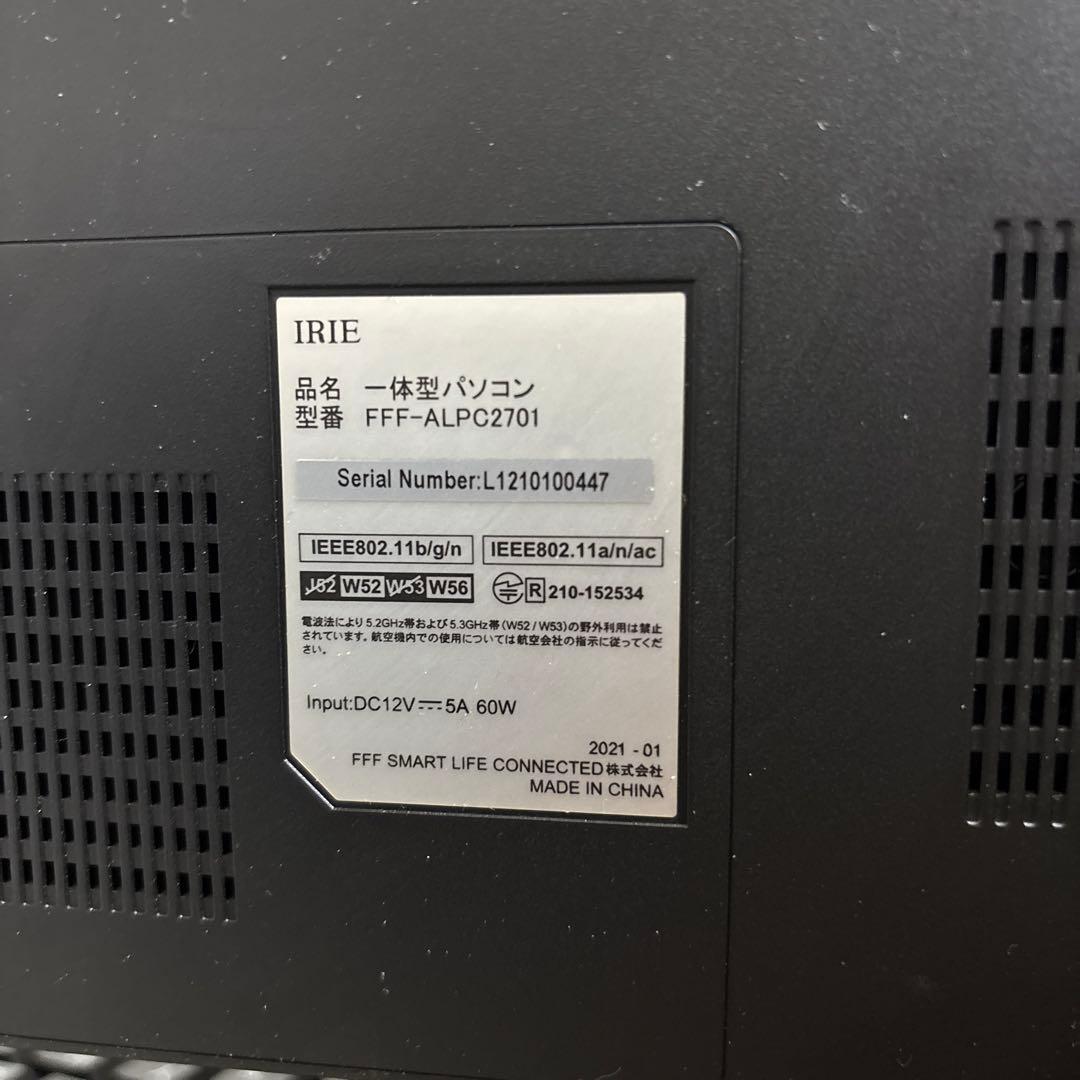 IRIE
品名 一体型パソコン
型番 FFF-ALPC2701
Serial Number:L1210100447
IEEE802.11b/g/n IEEE802.11a/n/ac
J52 W52 W53 W56 R 210-152534
電波法により5.2GHz帯および5.3GHz帯(W52/W53)の野外利用は禁止
されています。航空機内での使用については航空会社の指示に従ってくだ
さい。
Input:DC12V⎓5A 60W
2021-01
FFF SMART LIFE CONNECTED株式会社
MADE IN CHINA